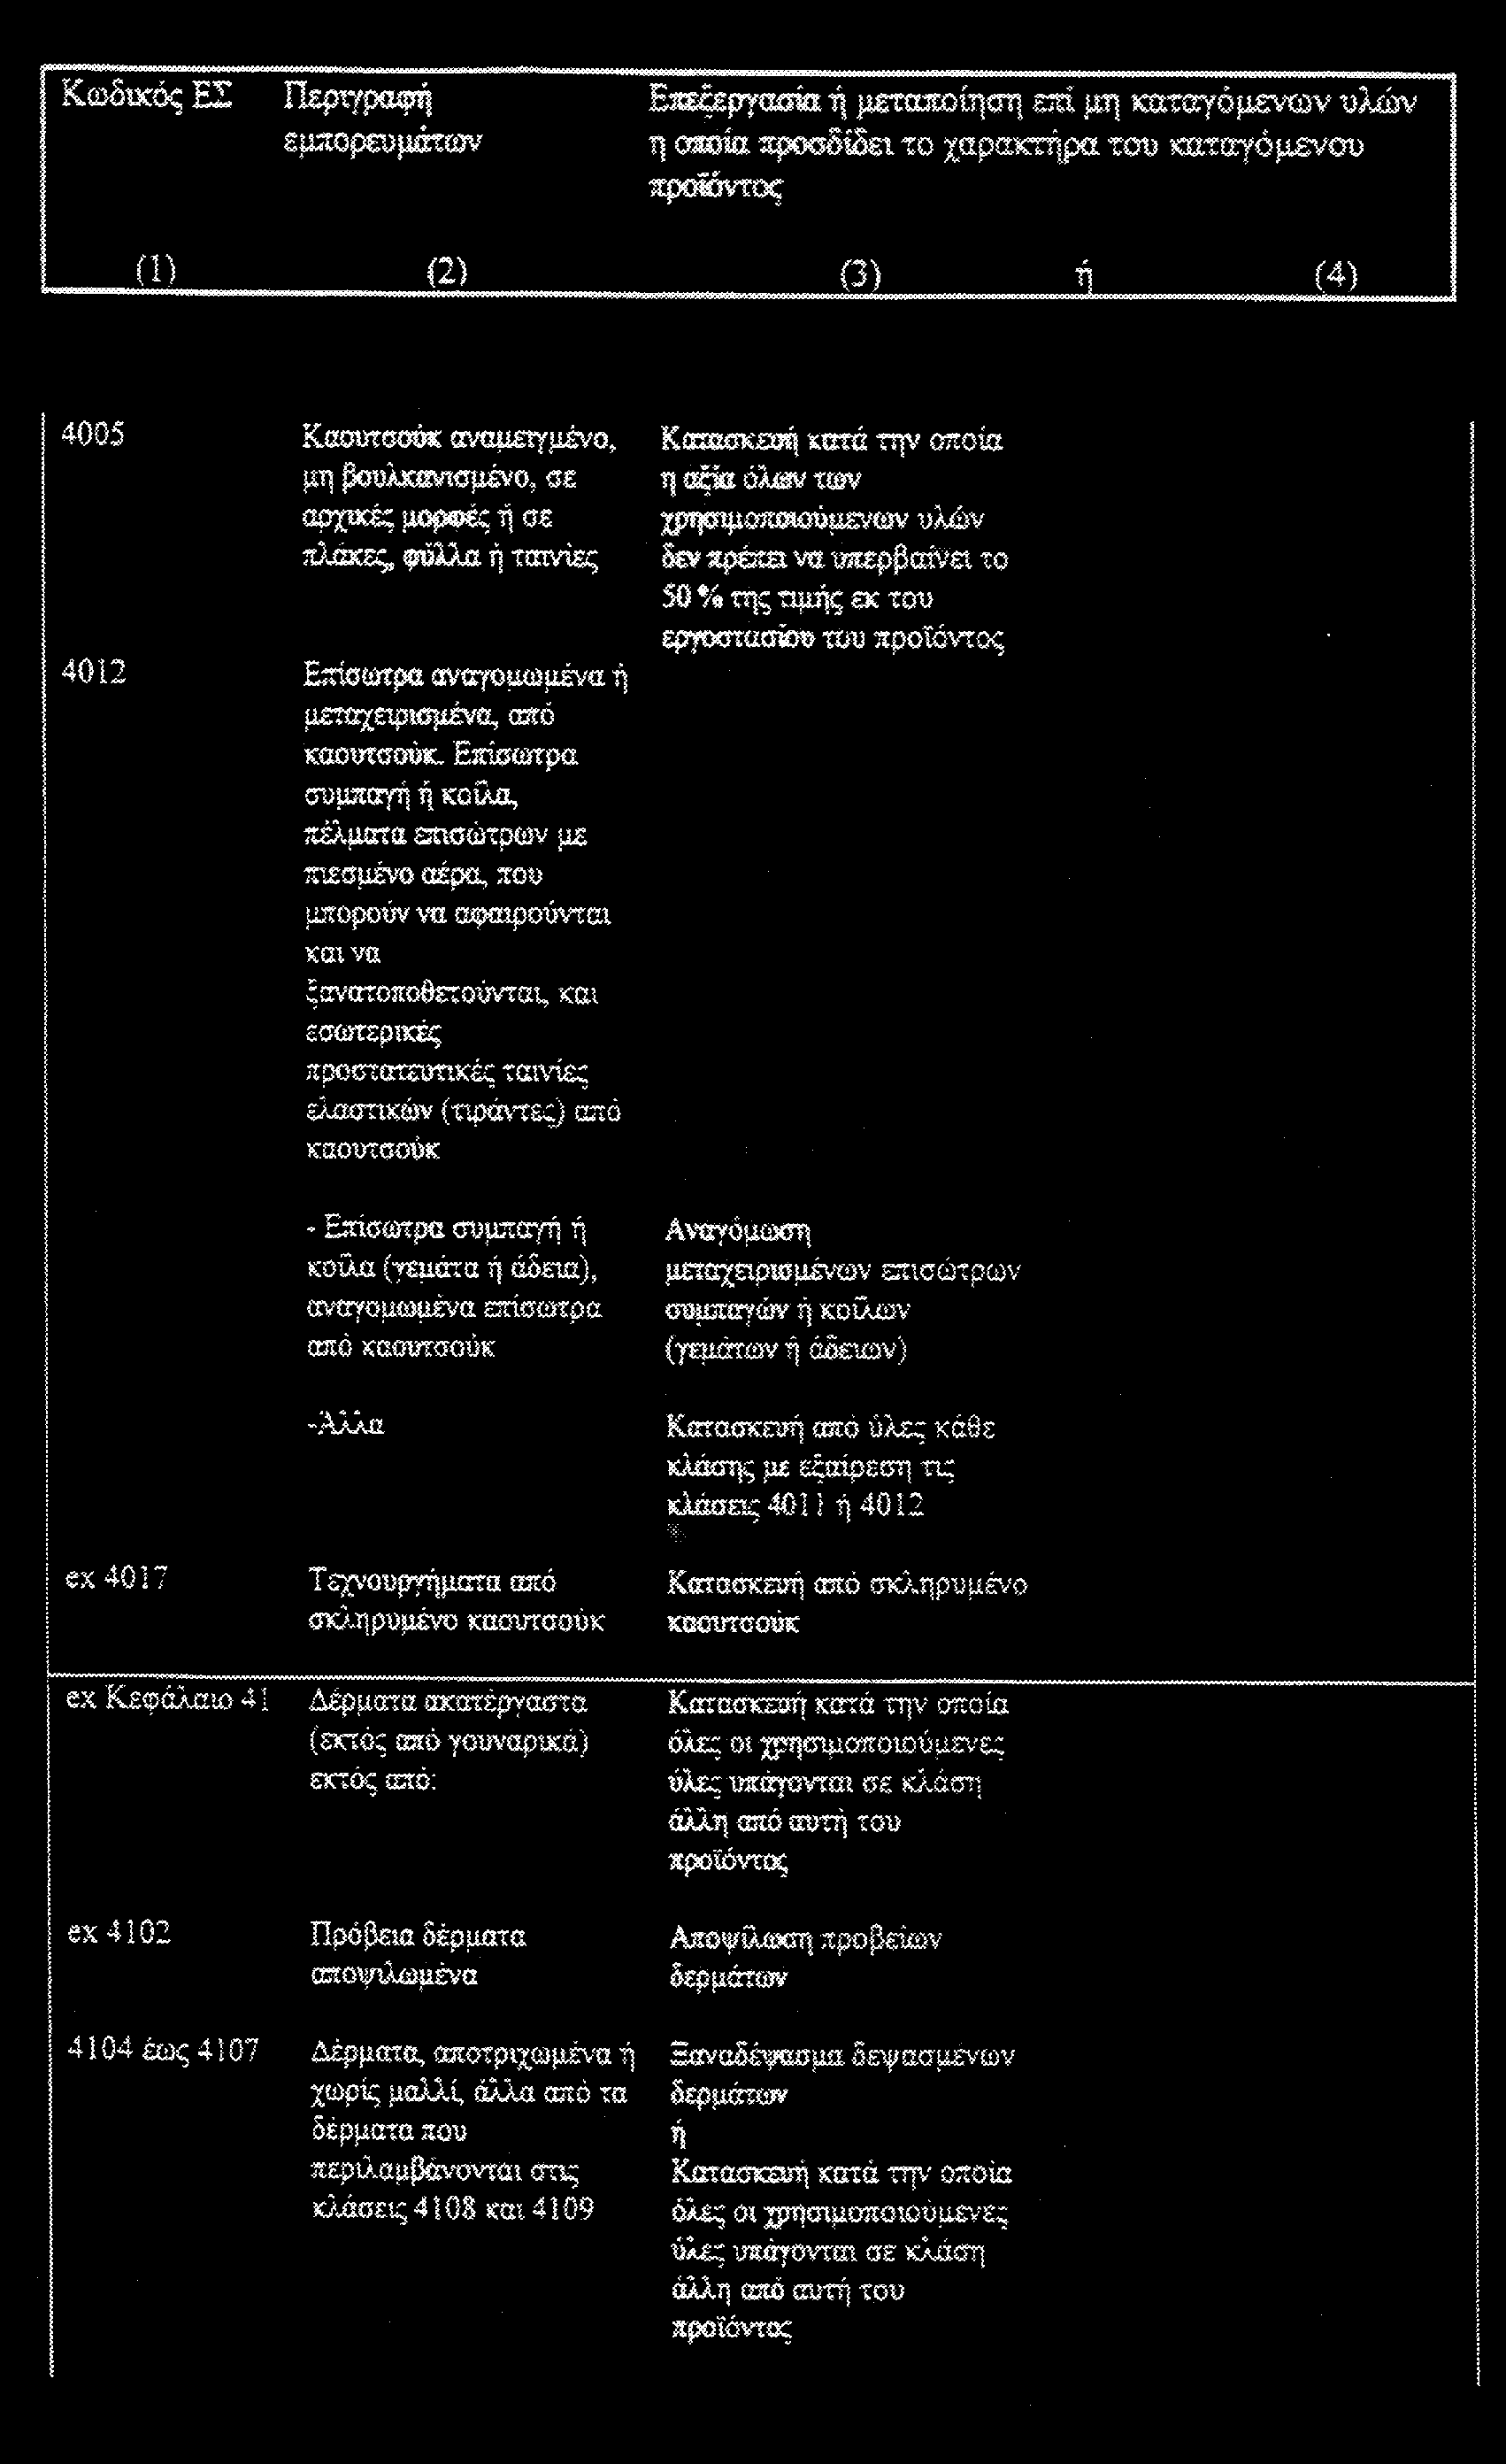 Κωδικός ΕΣ Περιγραφή Επεξεργασία ή μεταποίηση επί μη καταγόμενων υλών
εμπορευμάτων η οποία προσδίδει το χαρακτήρα του καταγόμενου
προϊόντος
(1) (2) (3) ή (4)
4005 Καουτσούκ αναμειγμένο, Κατασκευή κατά την οποία
μη βουλκανισμένο, σε η αξία όλων των
αρχικές μορφές ή σε χρησιμοποιούμενων υλών
πλάκες, φύλλα ή ταινίες δεν πρέπει να υπερβαίνει το
50 % της τιμής εκ του
εργοστασίου του προϊόντος
4012 Επίσωτρα αναγομωμένα ή
μεταχειρισμένα, από
καουτσούκ. Επίσωτρα
συμπαγή ή κοίλα,
πέλματα επισώτρων με
πιεσμένο αέρα, που
μπορούν να αφαιρούνται
και να
ξανατοποθετούνται, και
εσωτερικές
προστατευτικές ταινίες
ελαστικών (τιράντες) από
καουτσούκ
- Επίσωτρα συμπαγή ή Αναγόμωση
κοίλα (γεμάτα ή άδεια), μεταχειρισμένων επισώτρων
αναγομωμένα επίσωτρα συμπαγών ή κοίλων
από καουτσούκ (γεμάτων ή άδειων)
-Άλλα Κατασκευή από ύλες κάθε
κλάσης με εξαίρεση τις
κλάσεις 4011 ή 4012
ex 4017 Τεχνουργήματα από Κατασκευή από σκληρυμένο
σκληρυμένο καουτσούκ καουτσούκ
ex Κεφάλαιο 41 Δέρματα ακατέργαστα Κατασκευή κατά την οποία
(εκτός από γουναρικά) όλες οι χρησιμοποιούμενες
εκτός από: ύλες υπάγονται σε κλάση
άλλη από αυτή του
προϊόντος
ex 4102 Πρόβεια δέρματα Αποψίλωση προβείων
αποψιλωμένα δερμάτων
4104 έως 4107 Δέρματα, αποτριχωμένα ή Ξαναδέψασμα δεψασμένων
χωρίς μαλλί, άλλα από τα δερμάτων
δέρματα που ή
περιλαμβάνονται στις Κατασκευή κατά την οποία
κλάσεις 4108 και 4109 όλες οι χρησιμοποιούμενες
ύλες υπάγονται σε κλάση
άλλη από αυτή του
προϊόντος